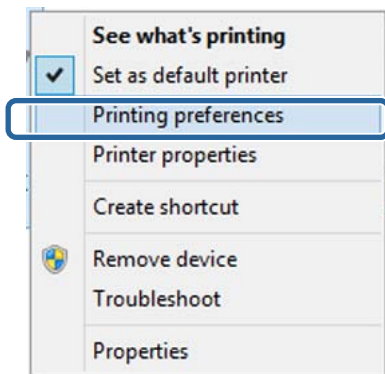 See what's printing
Set as default printer
Printing preferences
Printer properties
Create shortcut
Remove device
Troubleshoot
Properties